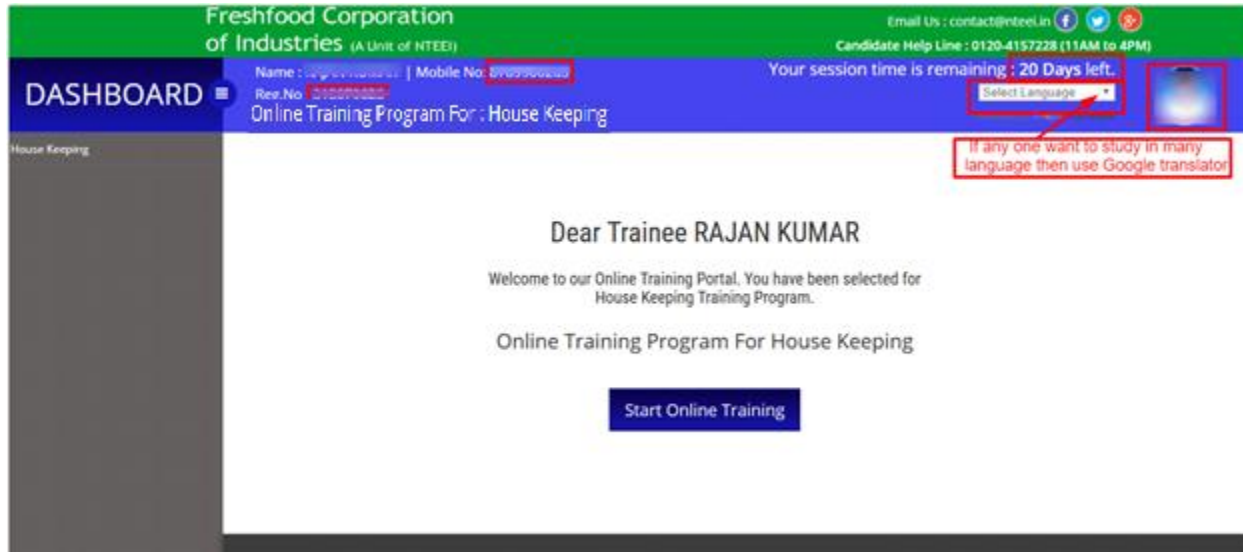 Freshfood Corporation
of Industries (A Unit of NTEEI)
Email Us : contact@nteei.in
Candidate Help Line : 0120-4157228 (11AM to 4PM)
DASHBOARD
Name : | Mobile No:
Reg.No
Online Training Program For : House Keeping
Your session time is remaining : 20 Days left.
Select Language
If any one want to study in many
language then use Google translator
House Keeping
Dear Trainee RAJAN KUMAR
Welcome to our Online Training Portal. You have been selected for
House Keeping Training Program.
Online Training Program For House Keeping
Start Online Training